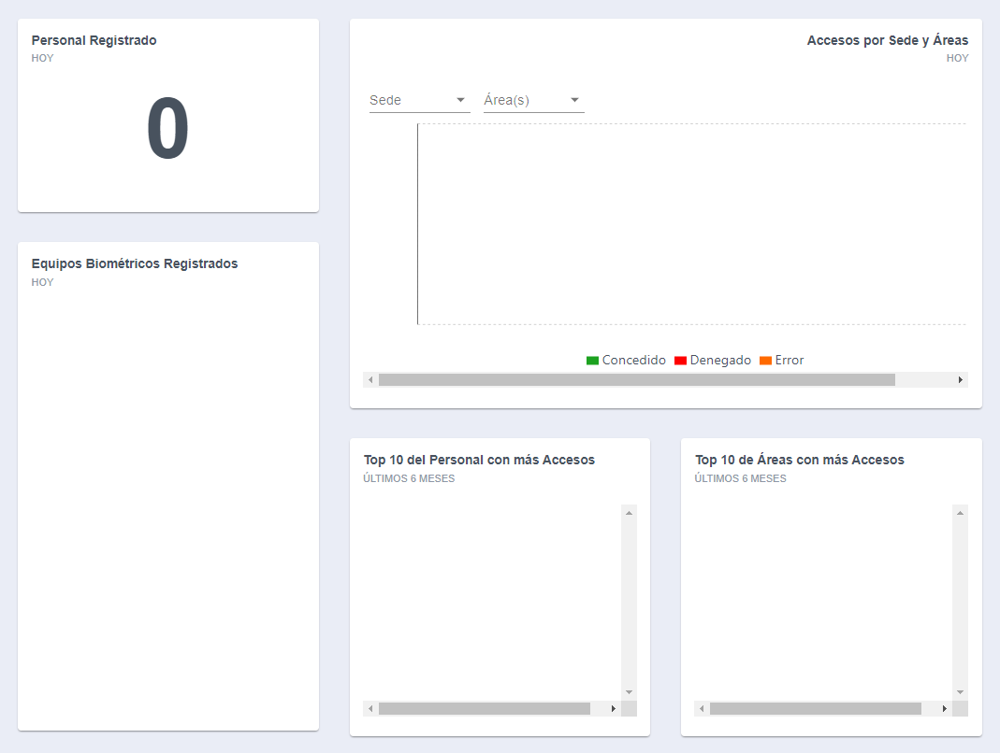 Personal Registrado
HOY
0
Equipos Biométricos Registrados
HOY
Accesos por Sede y Áreas
HOY
Sede
Área(s)
Concedido
Denegado
Error
Top 10 del Personal con más Accesos
ÚLTIMOS 6 MESES
Top 10 de Áreas con más Accesos
ÚLTIMOS 6 MESES